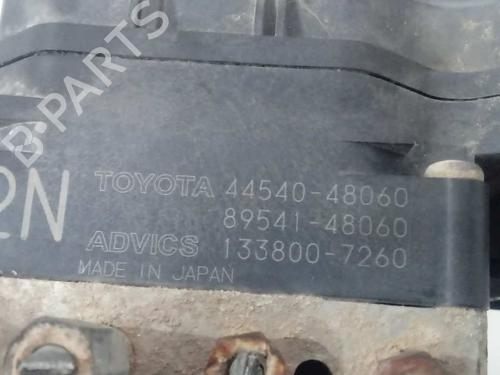 2N
TOYOTA 44540-48060
89541-48060
ADVICS 133800-7260
MADE IN JAPAN
B-PARTS